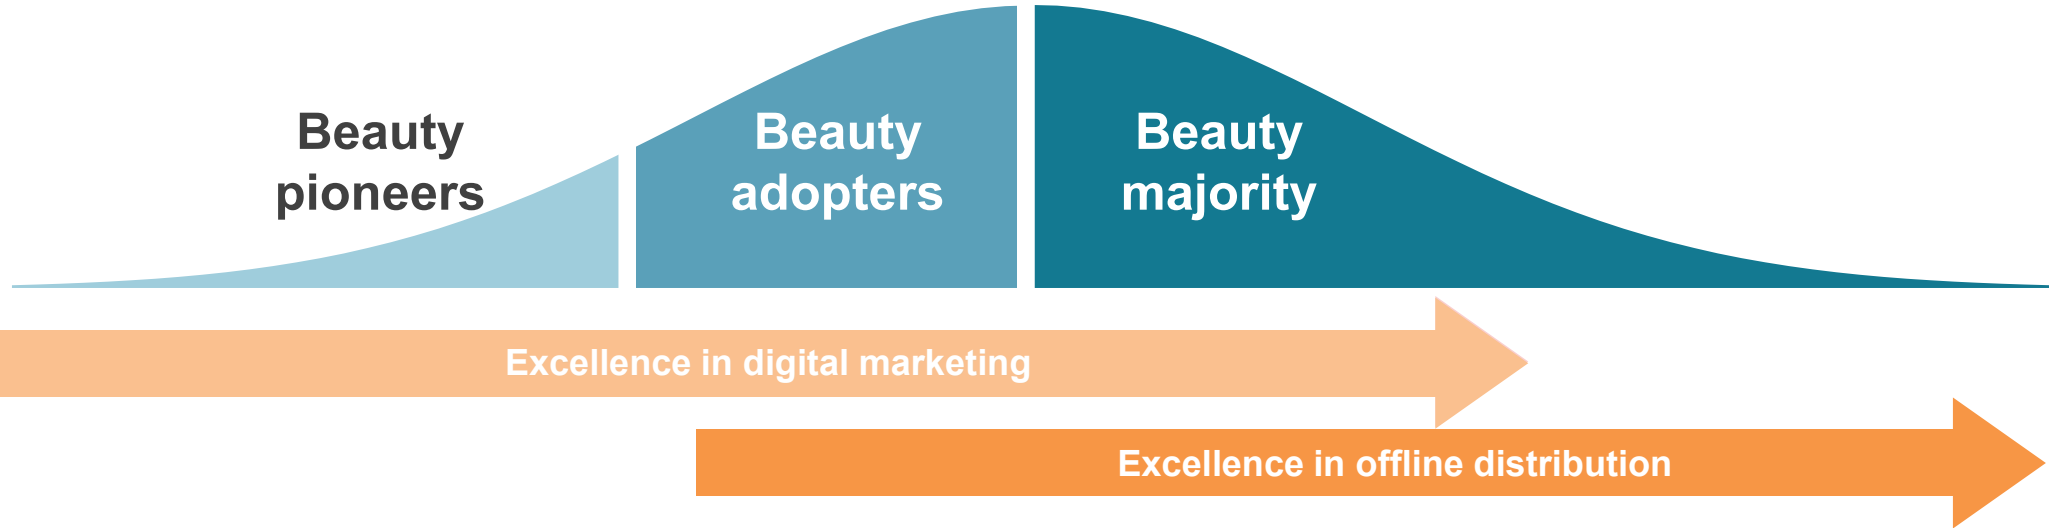 Beauty
pioneers
Beauty
adopters
Beauty
majority
Excellence in digital marketing
Excellence in offline distribution